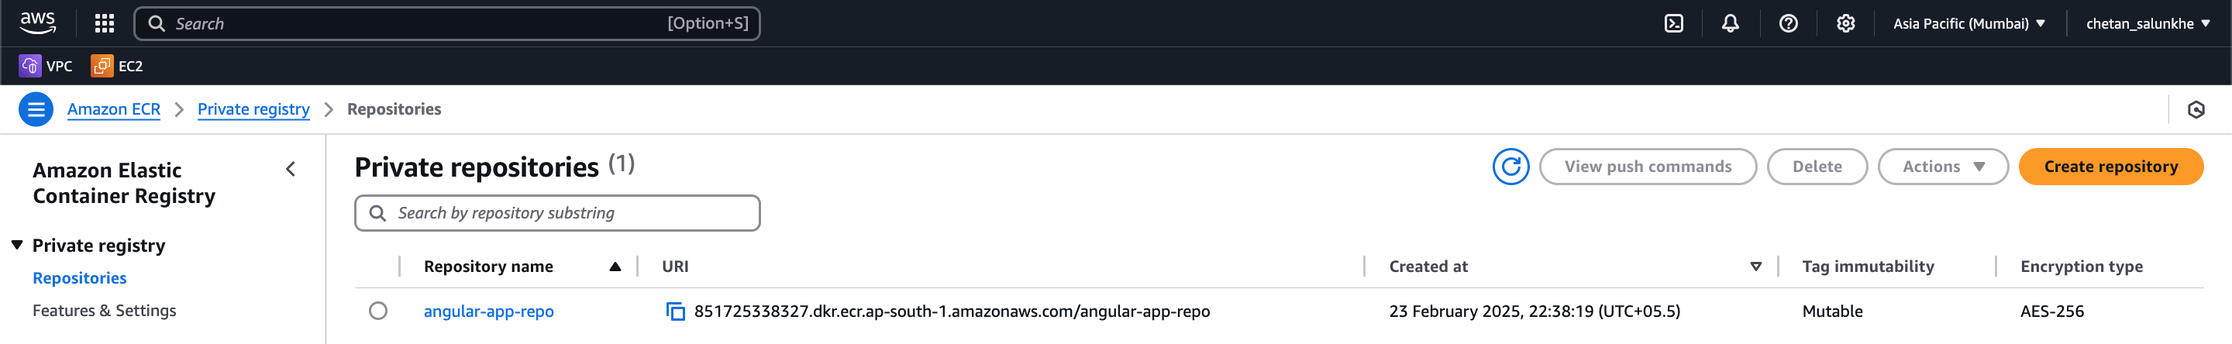 aws Search [Option+S] Asia Pacific (Mumbai) chetan_salunkhe
VPC EC2
Amazon ECR Private registry Repositories
Amazon Elastic
Container Registry
Private registry
Repositories
Features & Settings
Private repositories (1) View push commands Delete Actions Create repository
Search by repository substring
Repository name URI Created at Tag immutability Encryption type
angular-app-repo 851725338327.dkr.ecr.ap-south-1.amazonaws.com/angular-app-repo 23 February 2025, 22:38:19 (UTC+05.5) Mutable AES-256